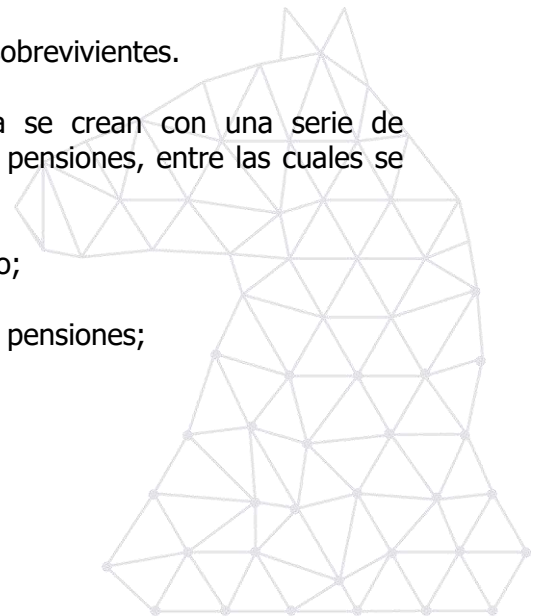 obrevivientes.
a se crean con una serie de
pensiones, entre las cuales se
o;
pensiones;